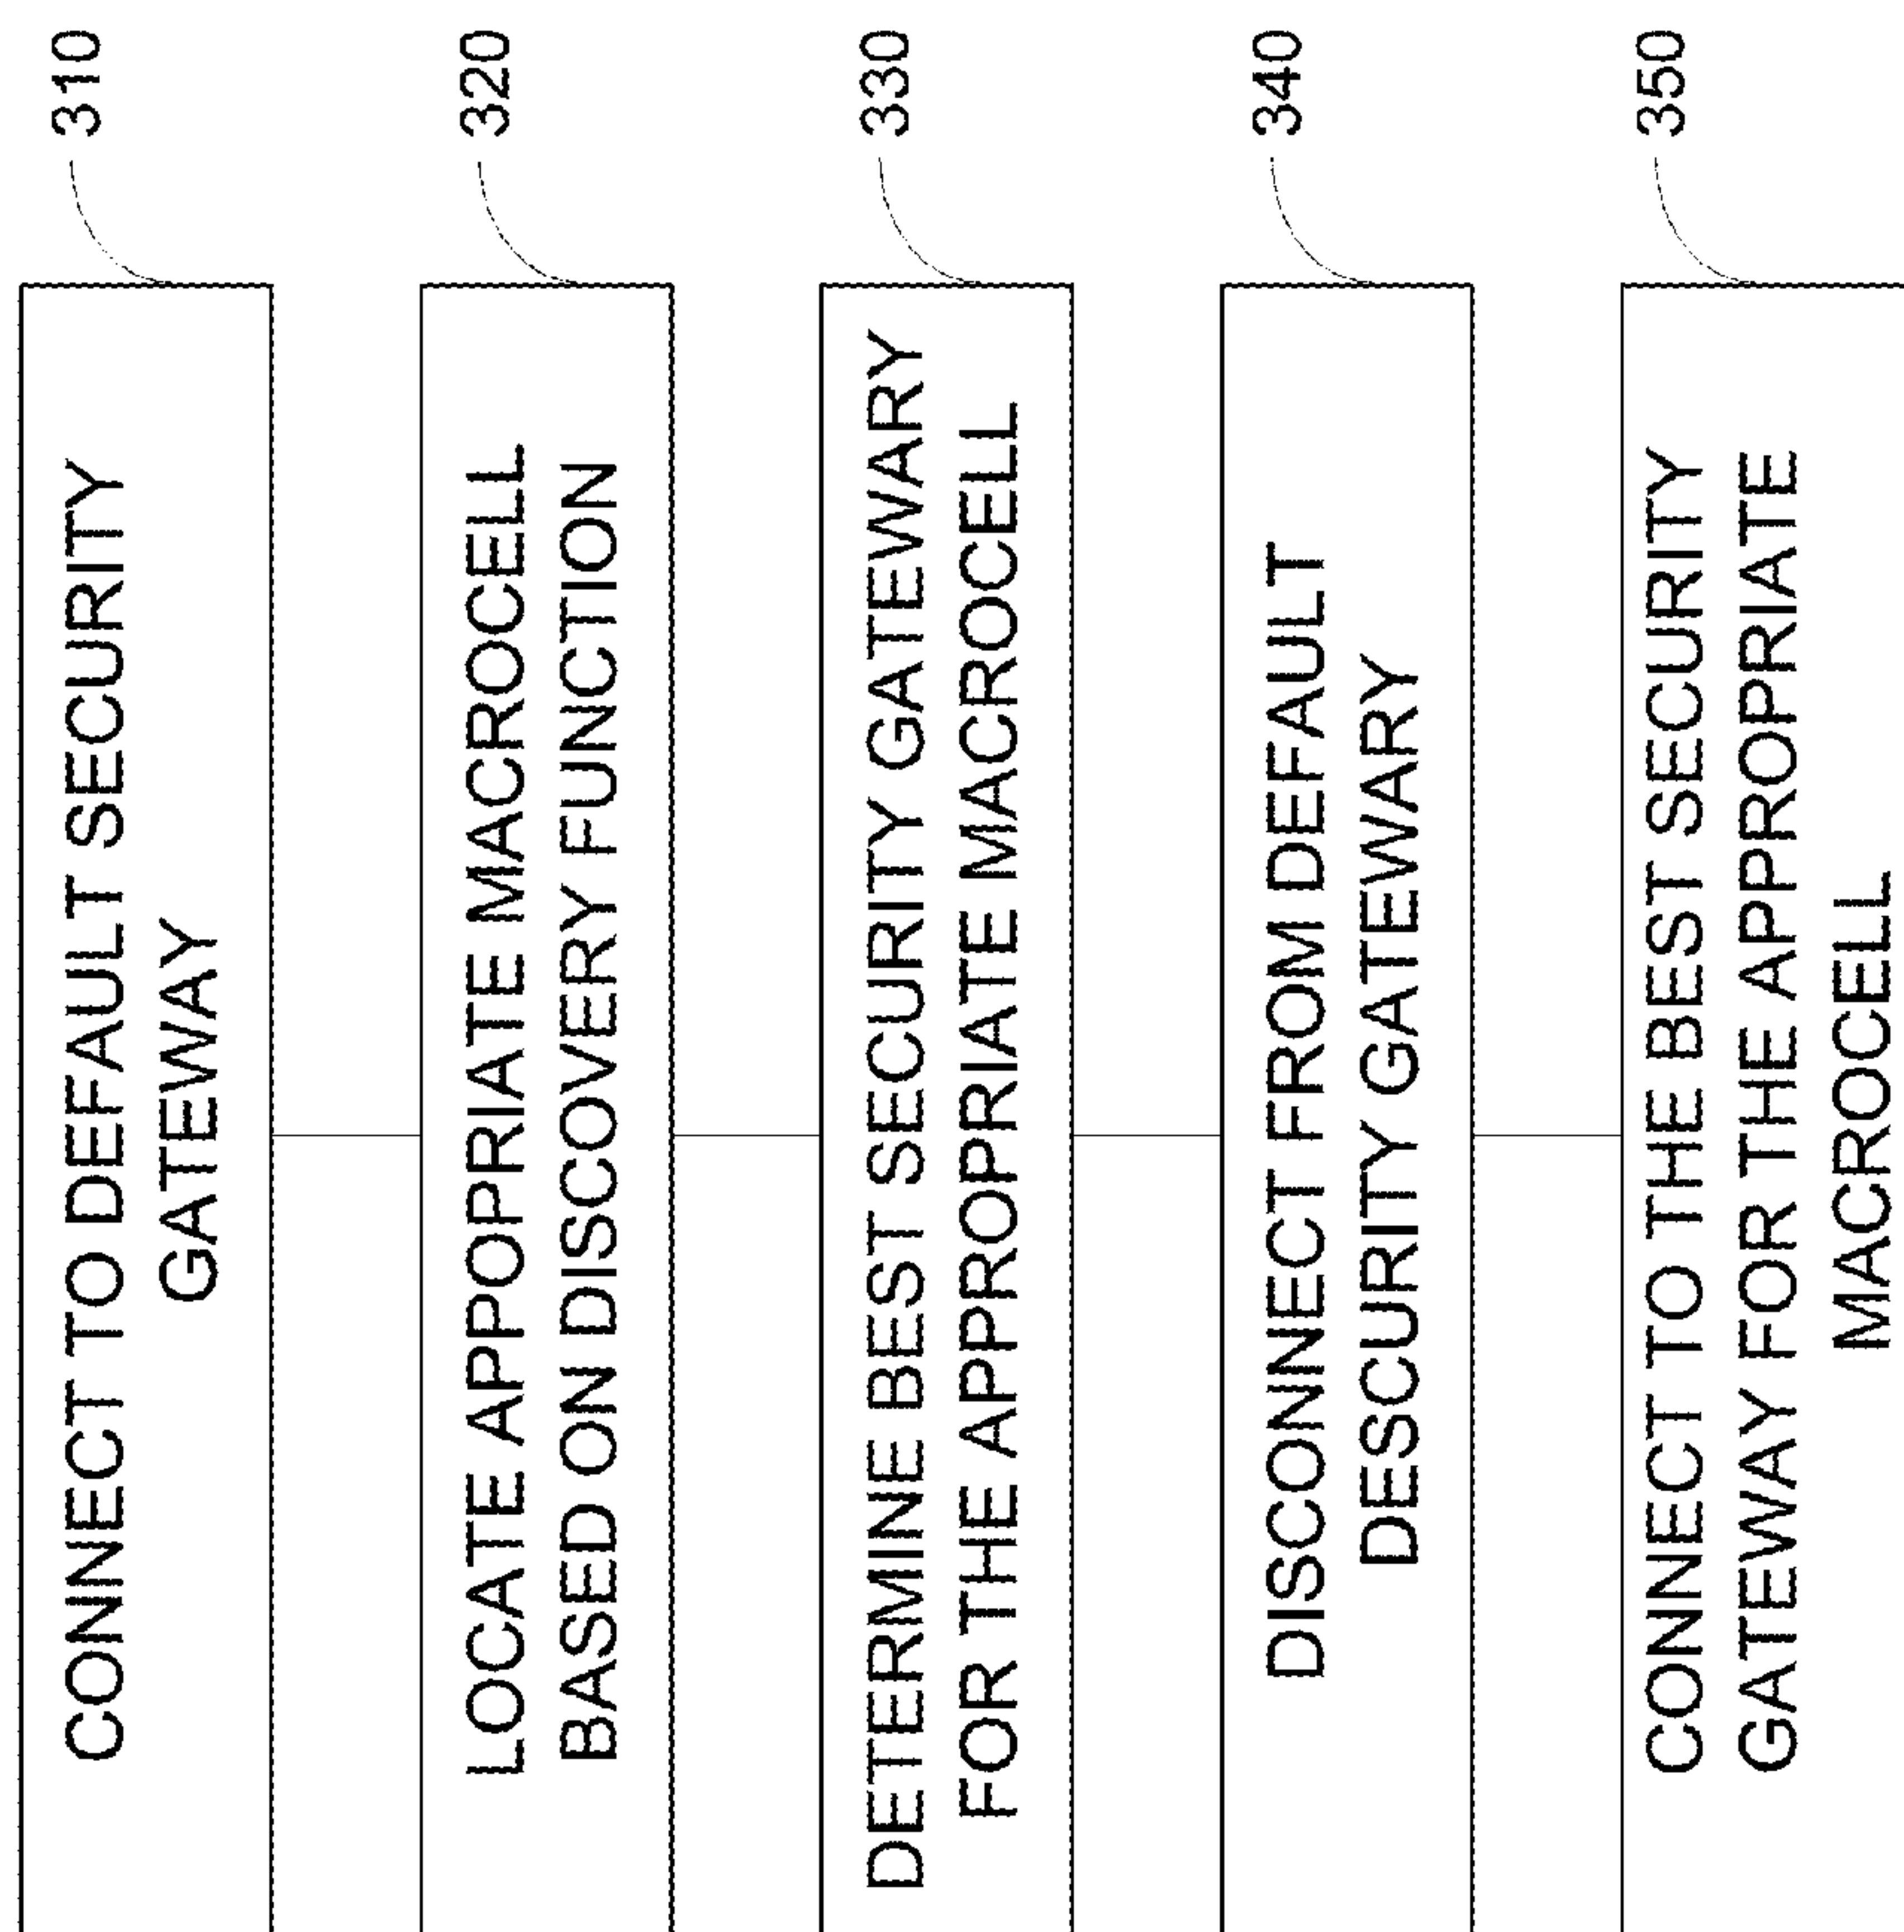 CONNECT TO DEFAULT SECURITY
GATEWAY
310
LOCATE APPOPRIATE MACROCELL
BASED ON DISCOVERY FUNCTION
320
DETERMINE BEST SECURITY GATEWARY
FOR THE APPROPRIATE MACROCELL
330
DISCONNECT FROM DEFAULT
DESCURITY GATEWARY
340
CONNECT TO THE BEST SECURITY
GATEWAY FOR THE APPROPRIATE
MACROCELL
350